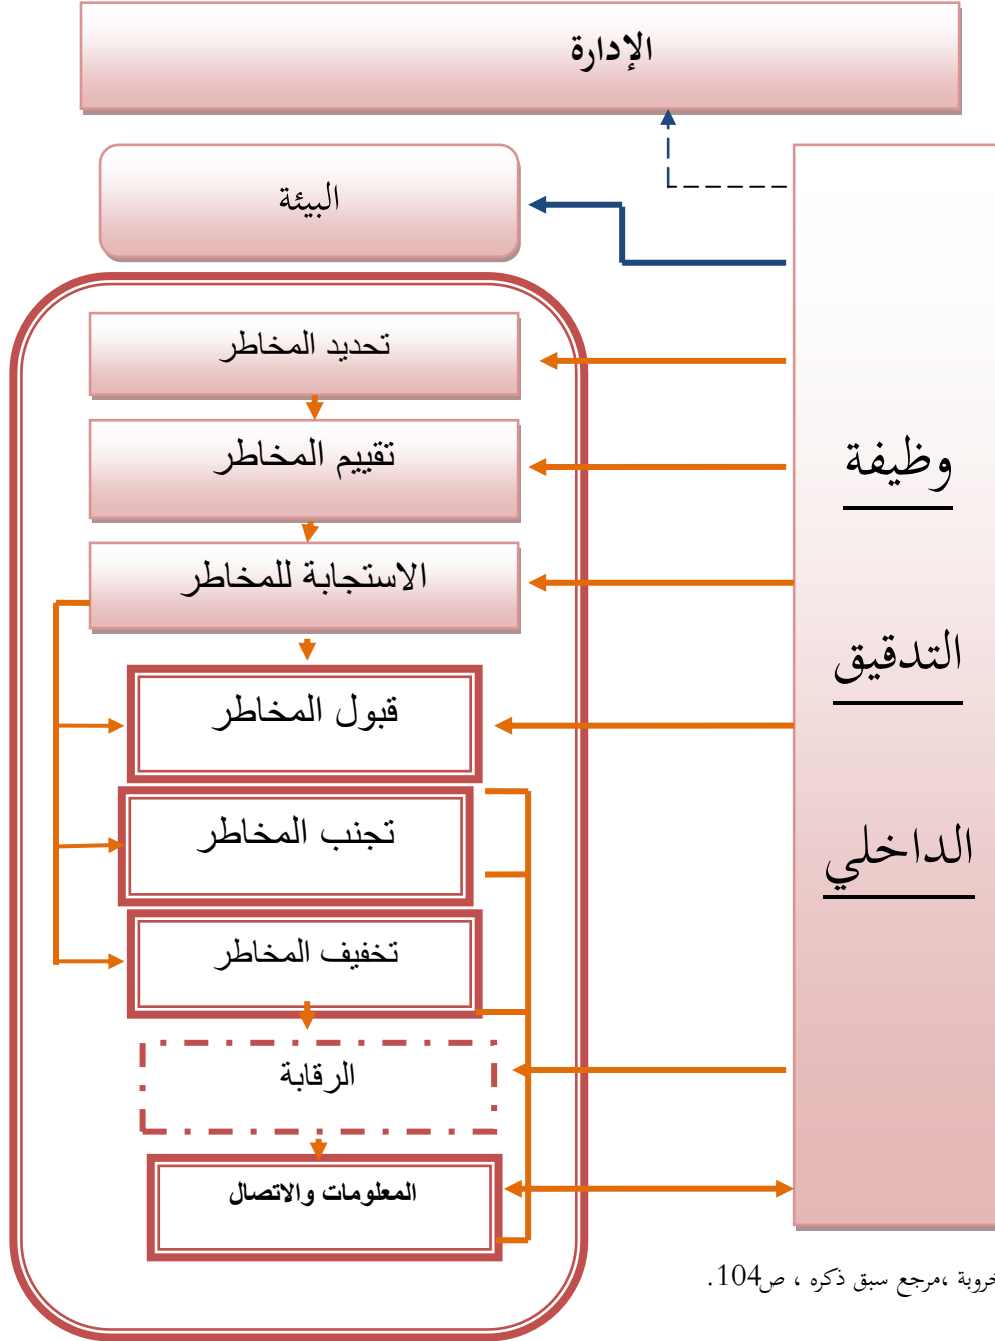 الإدارة
البيئة
تحديد المخاطر
تقييم المخاطر
الاستجابة للمخاطر
قبول المخاطر
تجنب المخاطر
تخفيف المخاطر
الرقابة
المعلومات والاتصال
وظيفة
التدقيق
الداخلي
،مرجع سبق ذكره ، ص104.